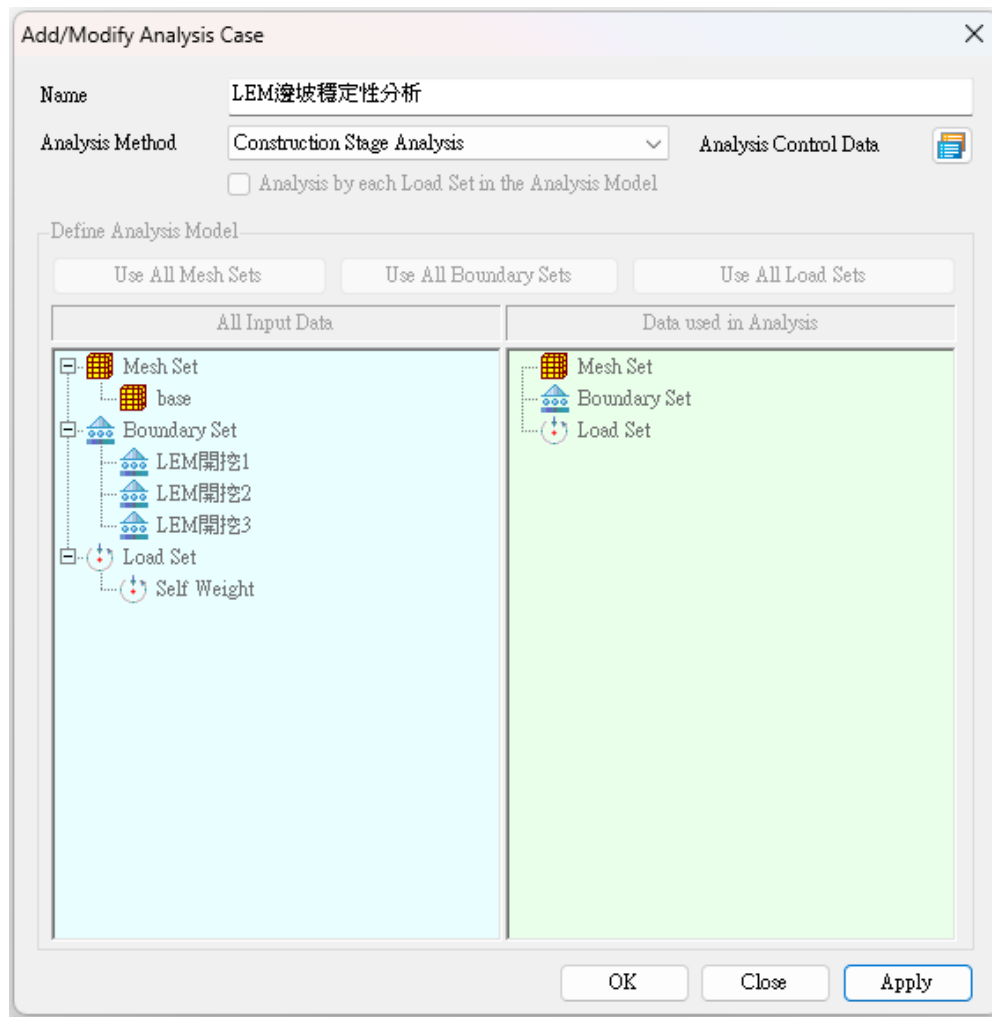 Add/Modify Analysis Case
Name
LEM邊坡穩定性分析
Analysis Method
Construction Stage Analysis
Analysis Control Data
Analysis by each Load Set in the Analysis Model
Define Analysis Model
Use All Mesh Sets
Use All Boundary Sets
Use All Load Sets
All Input Data
Data used in Analysis
Mesh Set
base
Boundary Set
LEM開挖1
LEM開挖2
LEM開挖3
Load Set
Self Weight
Mesh Set
Boundary Set
Load Set
OK
Close
Apply